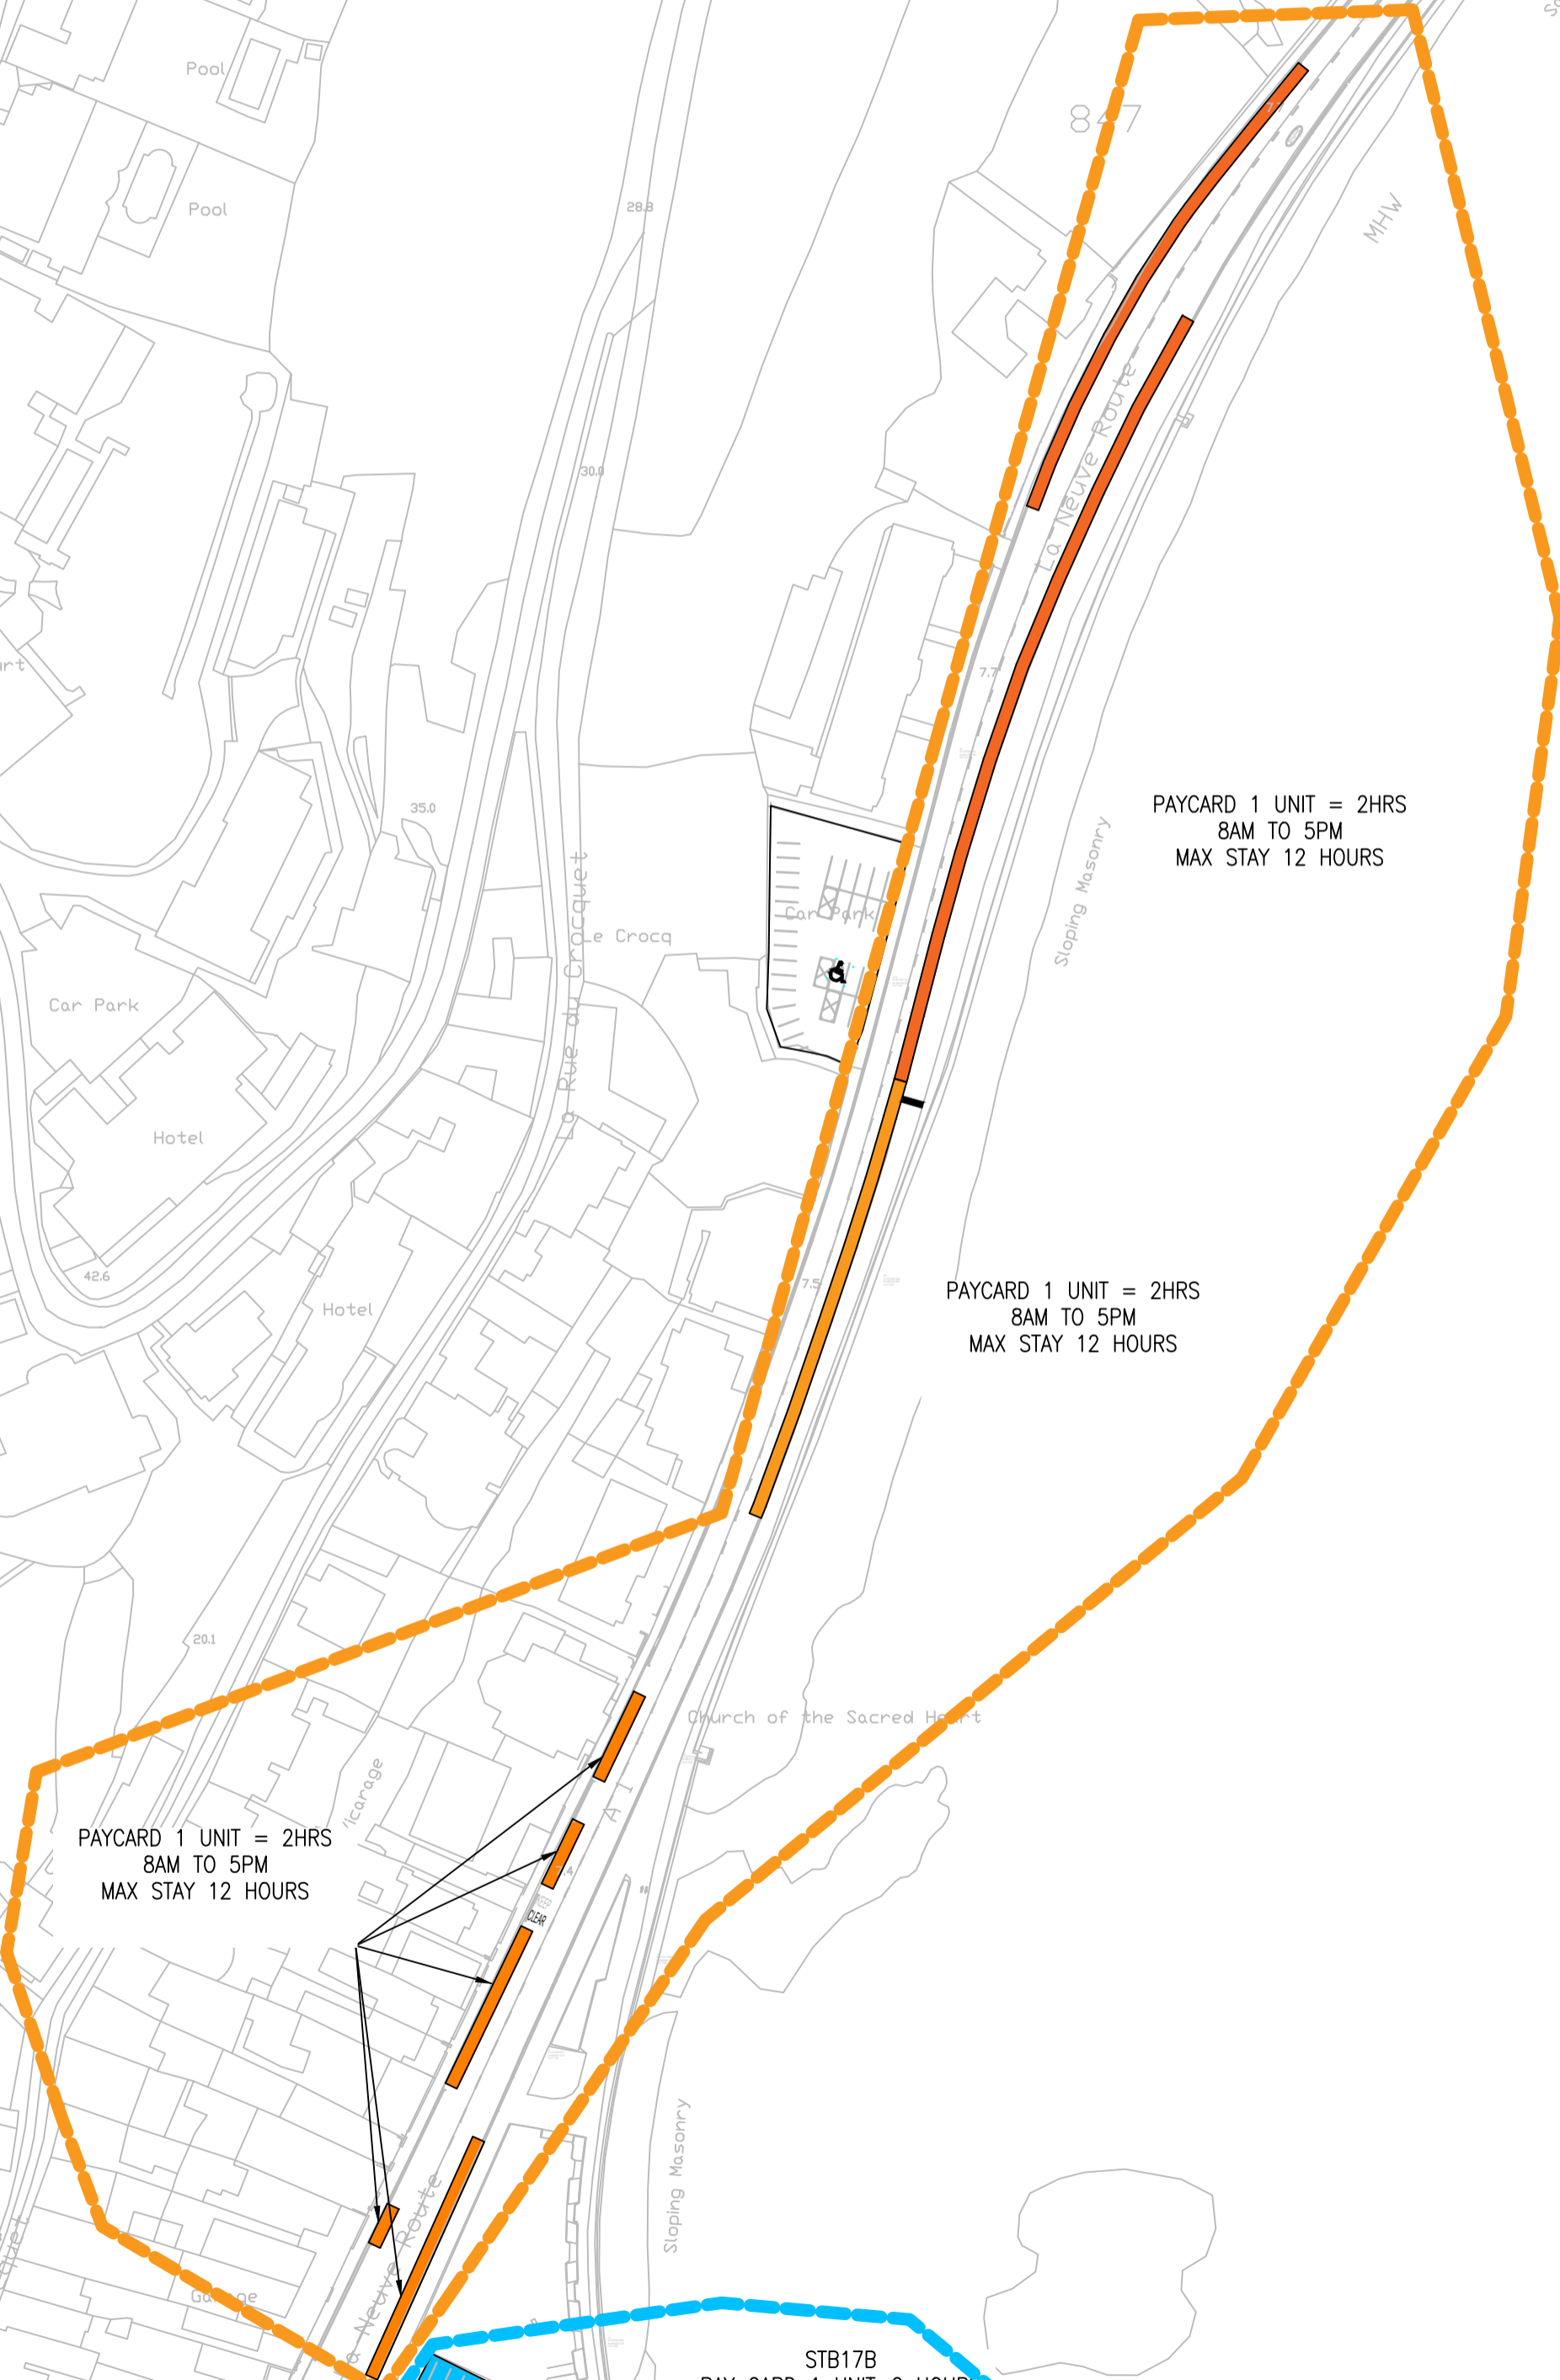 Pool
847
Pool
28.8
MHW
La Neuve Route
30.0
7.7
PAYCARD 1 UNIT = 2HRS
8AM TO 5PM
MAX STAY 12 HOURS
35.0
Sloping Masonry
Car Park
Le Crocq
La Rue du Crocquet
Car Park
Hotel
42.6
7.5
PAYCARD 1 UNIT = 2HRS
8AM TO 5PM
MAX STAY 12 HOURS
Hotel
20.1
Church of the Sacred Heart
A 1
PAYCARD 1 UNIT = 2HRS
8AM TO 5PM
MAX STAY 12 HOURS
7.4
CLEAR
Sloping Masonry
Neuve Route
Garage
STB17B